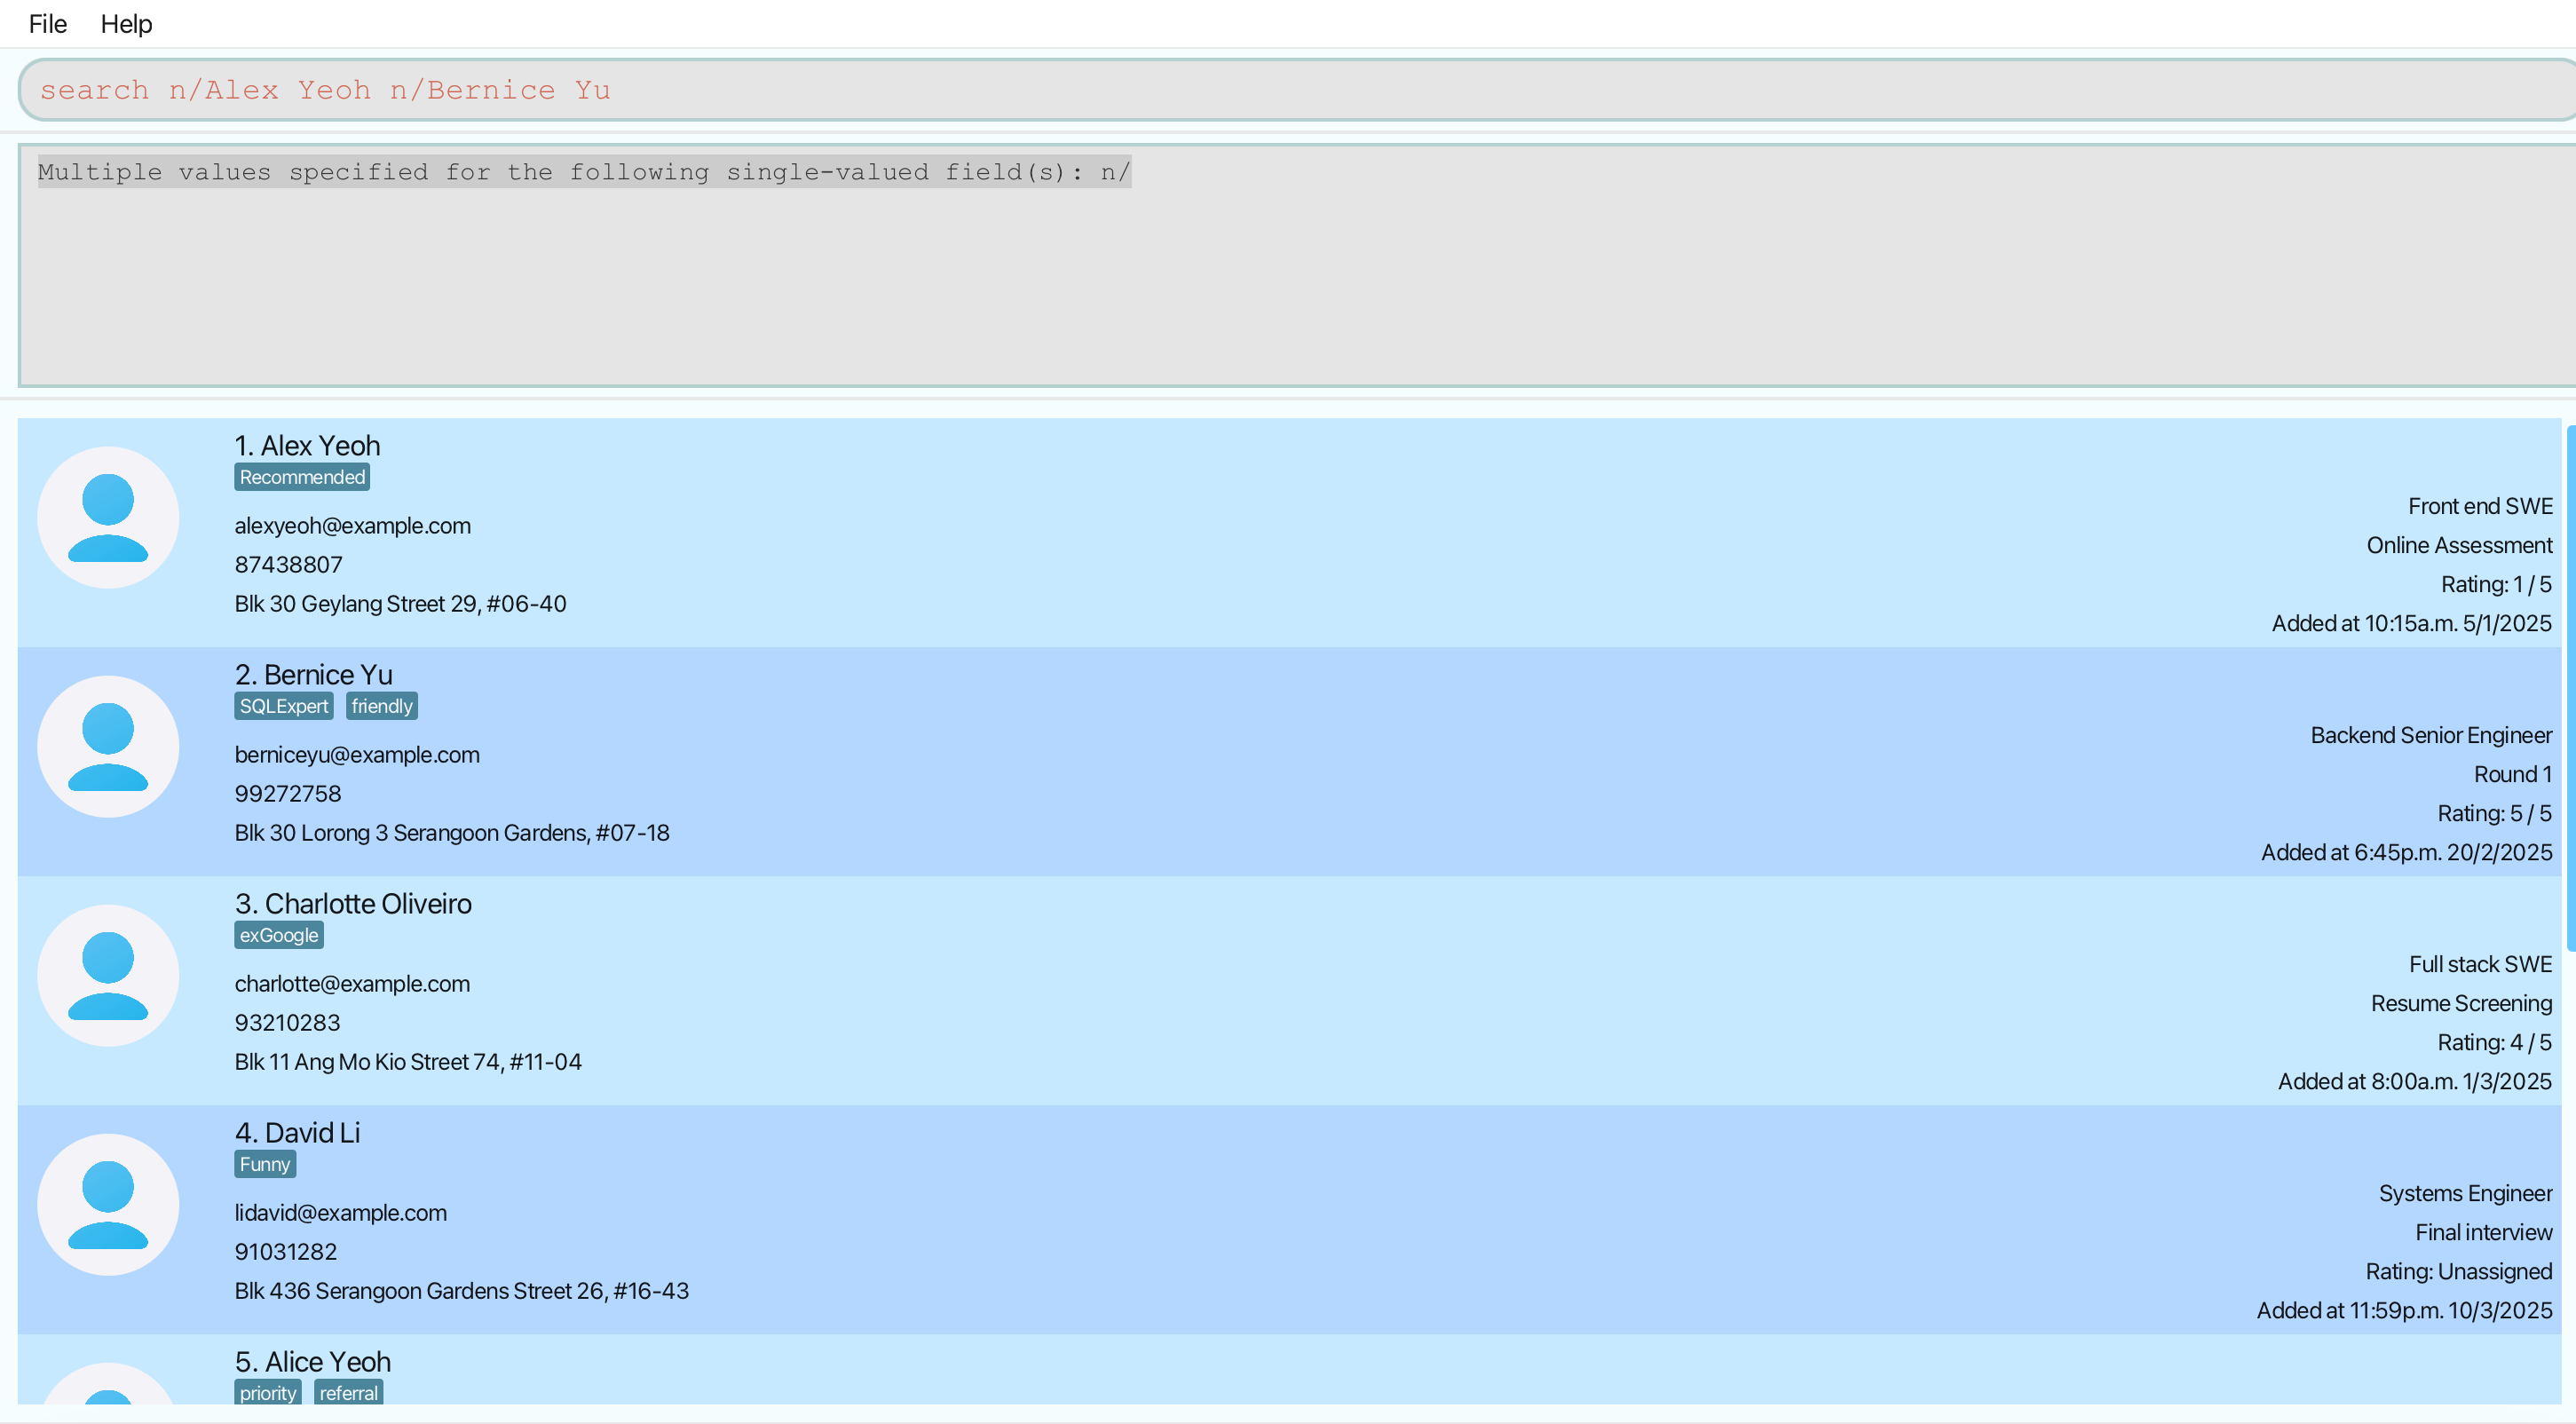 File Help
search n/Alex Yeoh n/Bernice Yu
Multiple values specified for the following single-valued field(s): n/
1. Alex Yeoh
Recommended
alexyeoh@example.com
87438807
Blk 30 Geylang Street 29, #06-40
Front end SWE
Online Assessment
Rating: 1 / 5
Added at 10:15a.m. 5/1/2025
2. Bernice Yu
SQLExpert friendly
berniceyu@example.com
99272758
Blk 30 Lorong 3 Serangoon Gardens, #07-18
Backend Senior Engineer
Round 1
Rating: 5 / 5
Added at 6:45p.m. 20/2/2025
3. Charlotte Oliveiro
exGoogle
charlotte@example.com
93210283
Blk 11 Ang Mo Kio Street 74, #11-04
Full stack SWE
Resume Screening
Rating: 4 / 5
Added at 8:00a.m. 1/3/2025
4. David Li
Funny
lidavid@example.com
91031282
Blk 436 Serangoon Gardens Street 26, #16-43
Systems Engineer
Final interview
Rating: Unassigned
Added at 11:59p.m. 10/3/2025
5. Alice Yeoh
priority referral